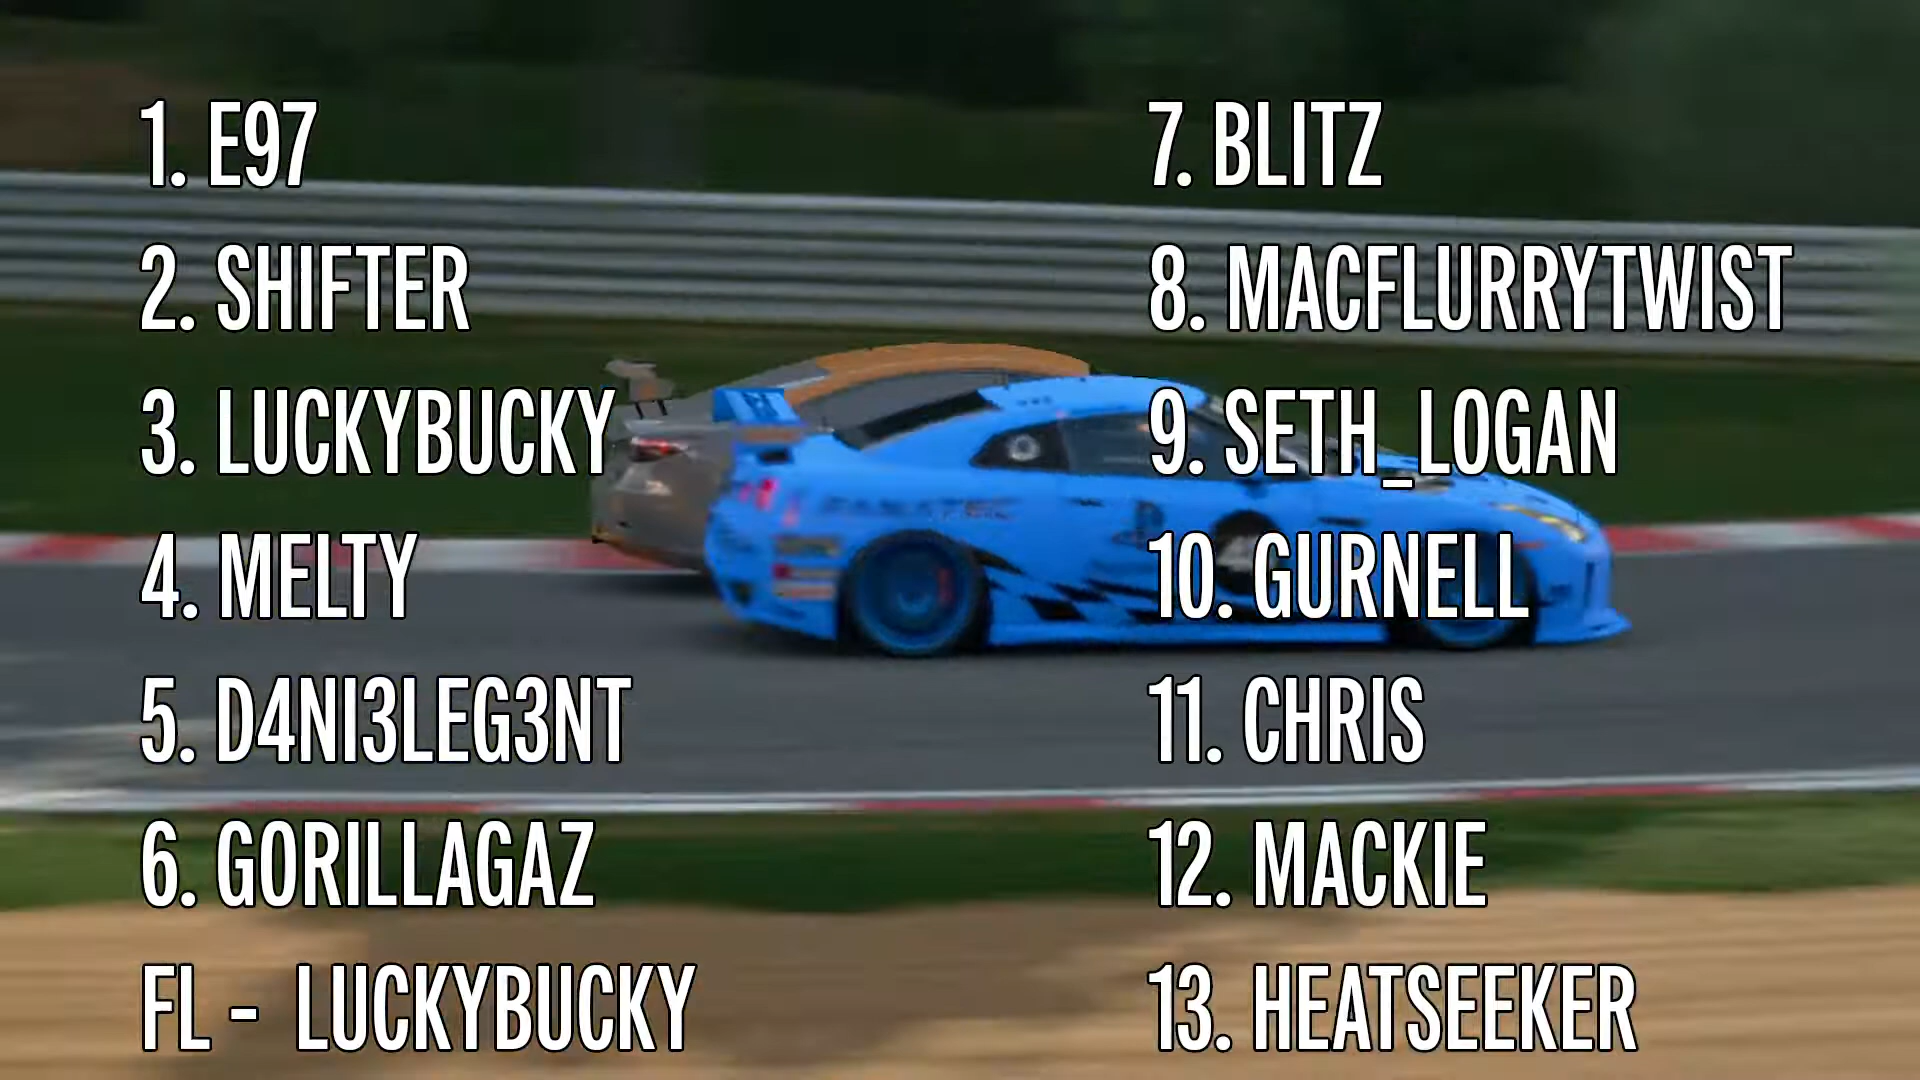 1. E97
2. SHIFTER
3. LUCKYBUCKY
4. MELTY
5. D4NI3LEG3NT
6. GORILLAGAZ
FL - LUCKYBUCKY
7. BLITZ
8. MACFLURRYTWIST
9. SETH_LOGAN
10. GURNELL
11. CHRIS
12. MACKIE
13. HEATSEEKER
FANATEC